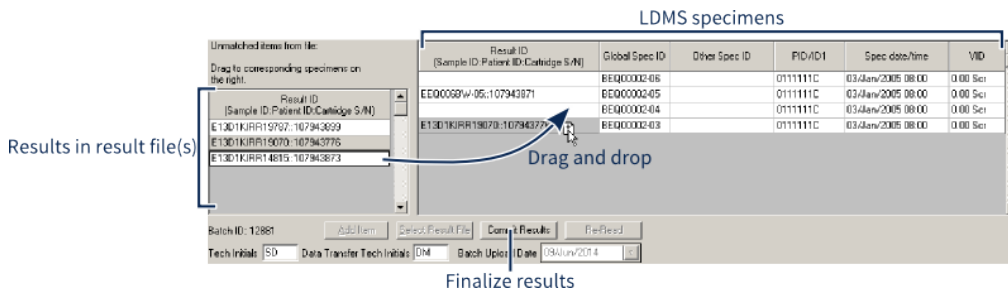 LDMS specimens
Unmatched items from file:
Drag to corresponding specimens on
the right.
Result ID
(Sample ID:Patient ID:Cartridge S/N)
E13D1KJRR19787::107943899
E13D1KJRR19070::107943776
E13D1KJRR14815::107943873
Result ID
(Sample ID:Patient ID:Cartridge S/N)
Global Spec ID
Other Spec ID
PID/ID1
Spec date/time
VID
BEQ00002-06
0111111C
03/Jan/2005 08:00
0.00 Scr
EEQ0068W-05::107943871
BEQ00002-05
0111111C
03/Jan/2005 08:00
0.00 Scr
BEQ00002-04
0111111C
03/Jan/2005 08:00
0.00 Scr
BEQ00002-03
0111111C
03/Jan/2005 08:00
0.00 Scr
Results in result file(s)
Drag and drop
Batch ID: 12881
Add Item
Select Result File
Commit Results
Re-Read
Tech Initials
SD
Data Transfer Tech Initials
DM
Batch Upload Date
09/Jun/2014
Finalize results